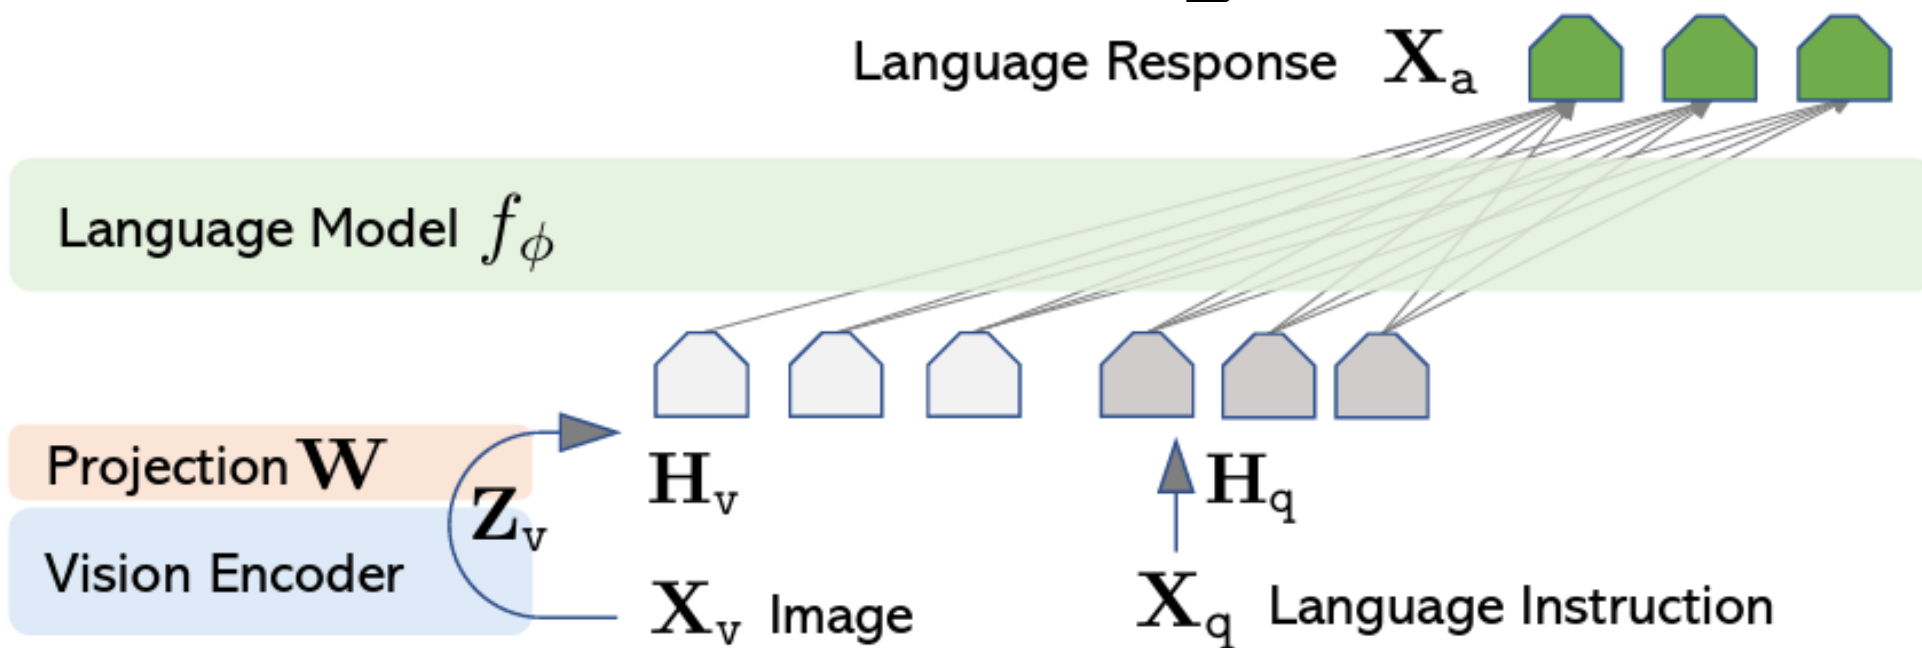 Language Response X_a
Language Model f_ϕ
Projection W
Z_v
H_v
H_q
Vision Encoder
X_v Image
X_q Language Instruction